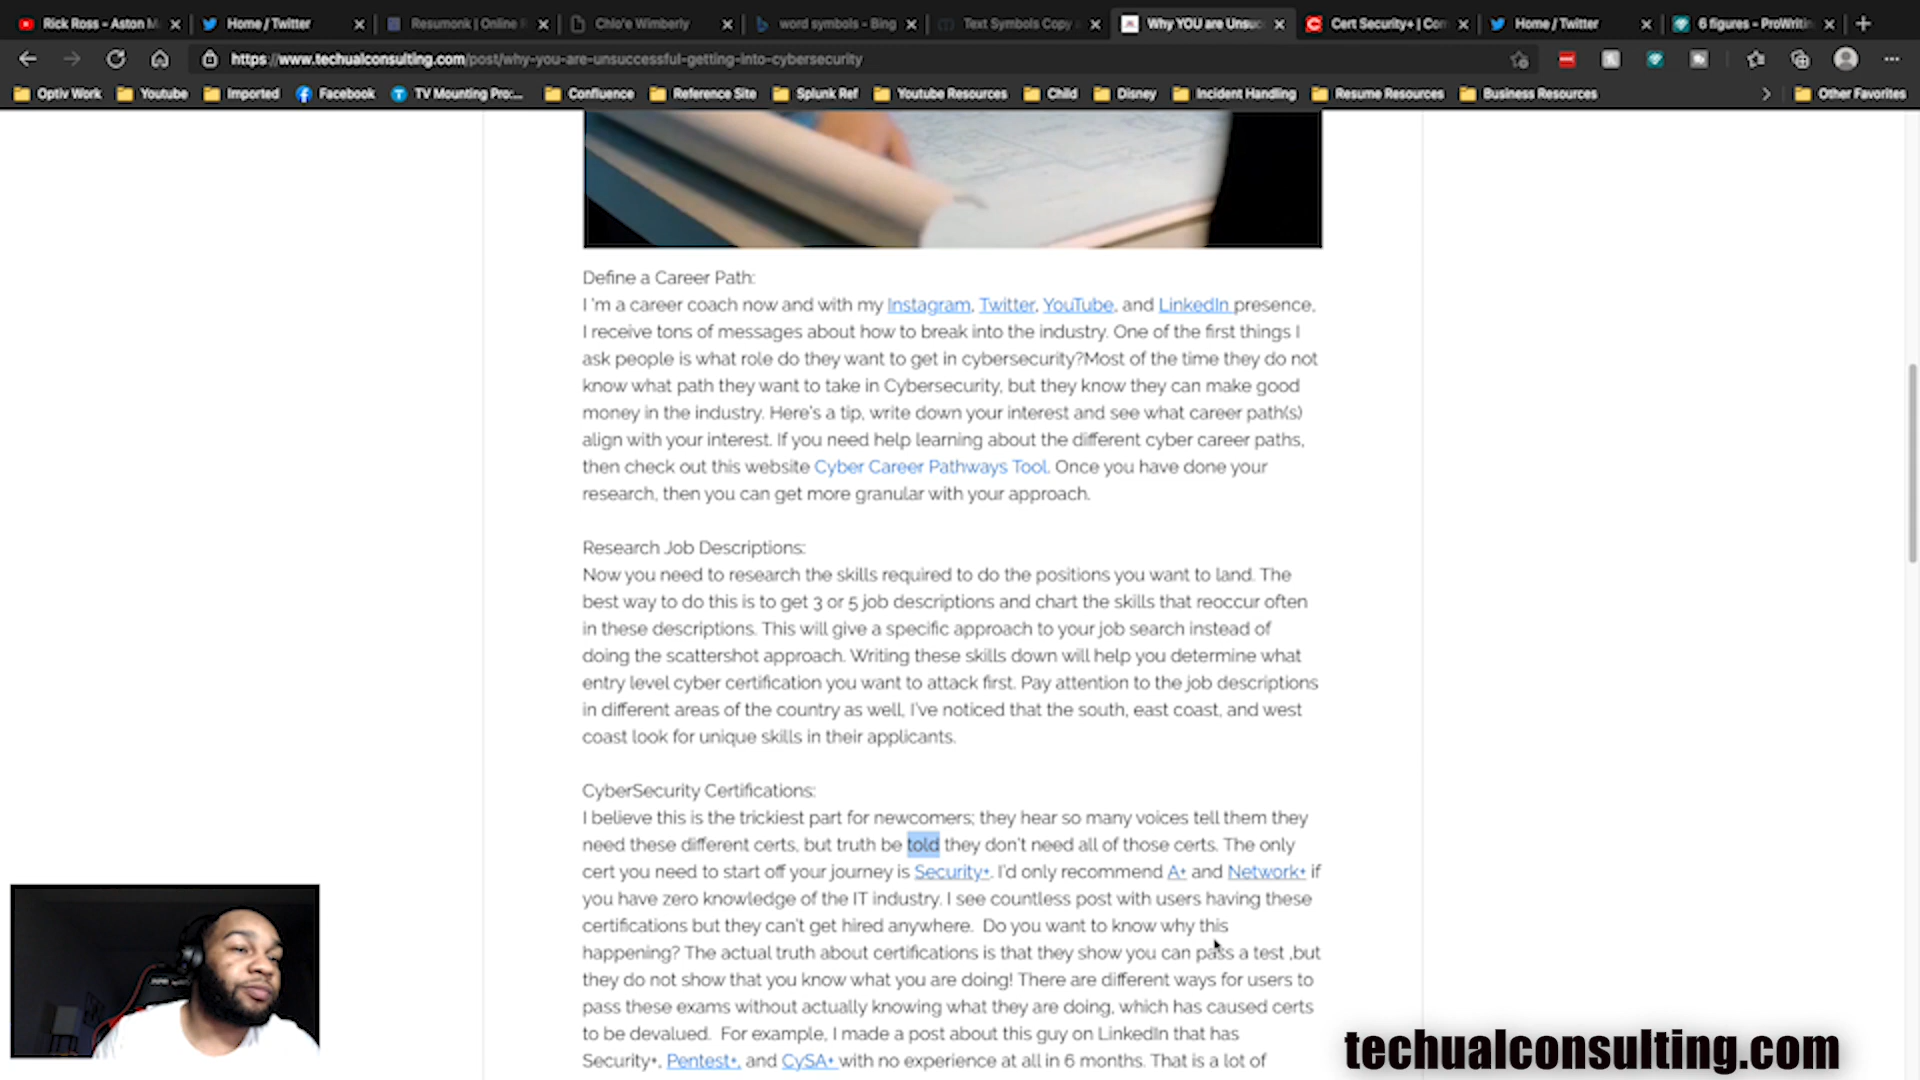 Rick Ross - Aston M
Home / Twitter
Resumonk | Online R
Chlo'e Wimberly
word symbols - Bing
Text Symbols Copy
Why YOU are Unsuc
Cert Security+ | Com
Home / Twitter
6 figures - ProWritin
https://www.techualconsulting.com/post/why-you-are-unsuccessful-getting-into-cybersecurity
Optiv Work
Youtube
Imported
Facebook
TV Mounting Pro:...
Confluence
Reference Site
Splunk Ref
Youtube Resources
Child
Disney
Incident Handling
Resume Resources
Business Resources
Other Favorites
Define a Career Path:
I 'm a career coach now and with my Instagram, Twitter, YouTube, and LinkedIn presence,
I receive tons of messages about how to break into the industry. One of the first things I
ask people is what role do they want to get in cybersecurity?Most of the time they do not
know what path they want to take in Cybersecurity, but they know they can make good
money in the industry. Here's a tip, write down your interest and see what career path(s)
align with your interest. If you need help learning about the different cyber career paths,
then check out this website Cyber Career Pathways Tool. Once you have done your
research, then you can get more granular with your approach.
Research Job Descriptions:
Now you need to research the skills required to do the positions you want to land. The
best way to do this is to get 3 or 5 job descriptions and chart the skills that reoccur often
in these descriptions. This will give a specific approach to your job search instead of
doing the scattershot approach. Writing these skills down will help you determine what
entry level cyber certification you want to attack first. Pay attention to the job descriptions
in different areas of the country as well, I've noticed that the south, east coast, and west
coast look for unique skills in their applicants.
CyberSecurity Certifications:
I believe this is the trickiest part for newcomers; they hear so many voices tell them they
need these different certs, but truth be told they don't need all of those certs. The only
cert you need to start off your journey is Security+. I'd only recommend A+ and Network+ if
you have zero knowledge of the IT industry. I see countless post with users having these
certifications but they can't get hired anywhere. Do you want to know why this
happening? The actual truth about certifications is that they show you can pass a test ,but
they do not show that you know what you are doing! There are different ways for users to
pass these exams without actually knowing what they are doing, which has caused certs
to be devalued. For example, I made a post about this guy on LinkedIn that has
Security+, Pentest+, and CySA+ with no experience at all in 6 months. That is a lot of
techualconsulting.com